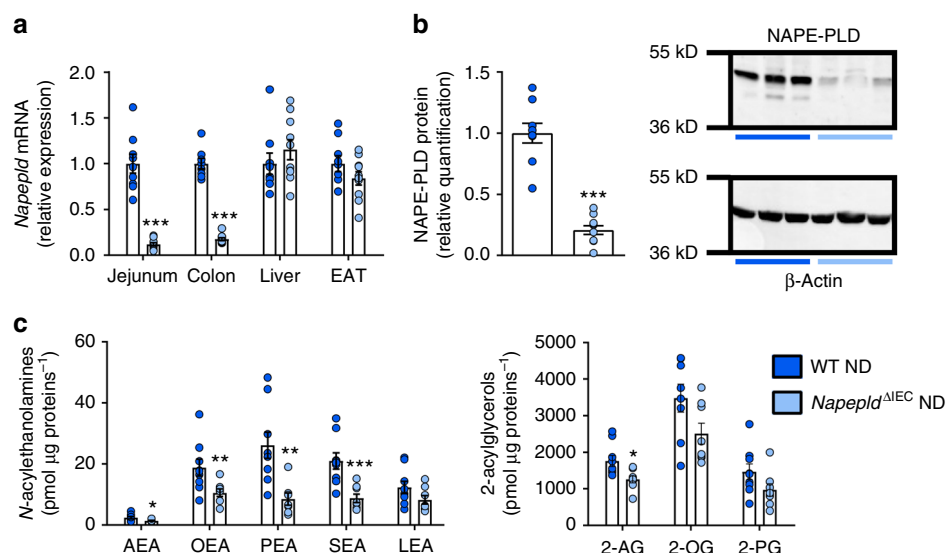 a
Napepld mRNA
(relative expression)
2.0
1.5
1.0
0.5
0.0
***
***
Jejunum Colon Liver EAT
b
NAPE-PLD protein
(relative quantification)
1.5
1.0
0.5
0.0
***
NAPE-PLD
55 kD
36 kD
55 kD
36 kD
β-Actin
c
N-acylethanolamines
(pmol µg proteins⁻¹)
60
40
20
0
*
**
**
***
AEA OEA PEA SEA LEA
2-acylglycerols
(pmol µg proteins⁻¹)
5000
4000
3000
2000
1000
0
*
2-AG 2-OG 2-PG
WT ND
Napepld^ΔIEC ND